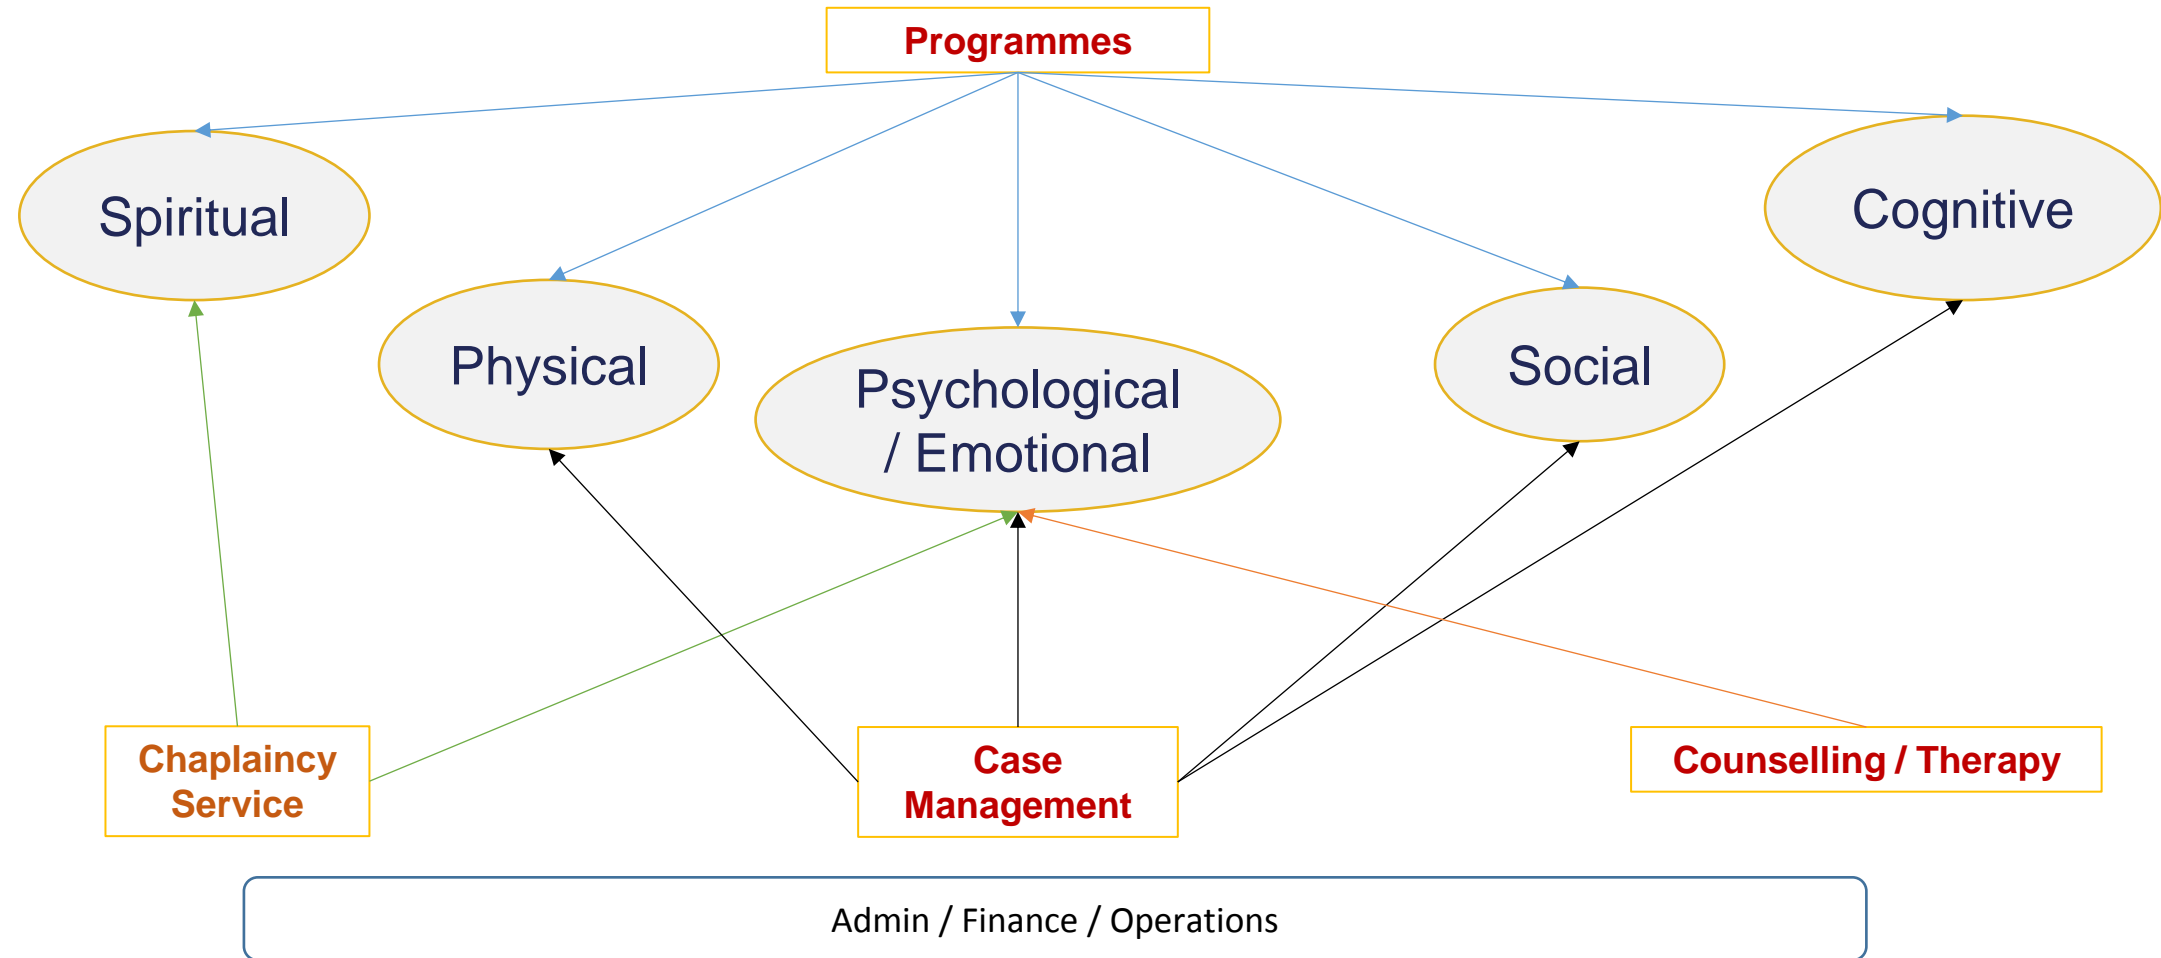 Programmes
Spiritual
Cognitive
Physical
Psychological
/ Emotional
Social
Chaplaincy
Service
Case
Management
Counselling / Therapy
Admin / Finance / Operations